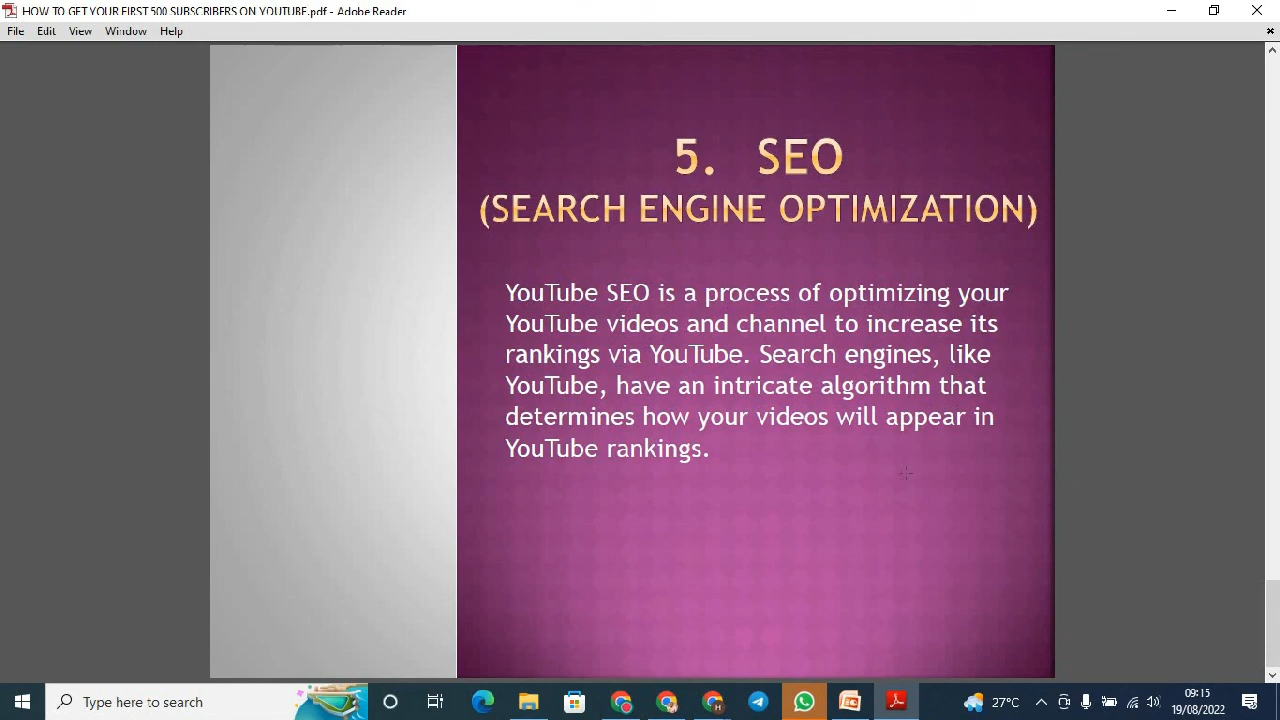 HOW TO GET YOUR FIRST 500 SUBSCRIBERS ON YOUTUBE.pdf - Adobe Reader
File Edit View Window Help
5. SEO
(SEARCH ENGINE OPTIMIZATION)
YouTube SEO is a process of optimizing your
YouTube videos and channel to increase its
rankings via YouTube. Search engines, like
YouTube, have an intricate algorithm that
determines how your videos will appear in
YouTube rankings.
Type here to search
27°C
09:15
19/08/2022